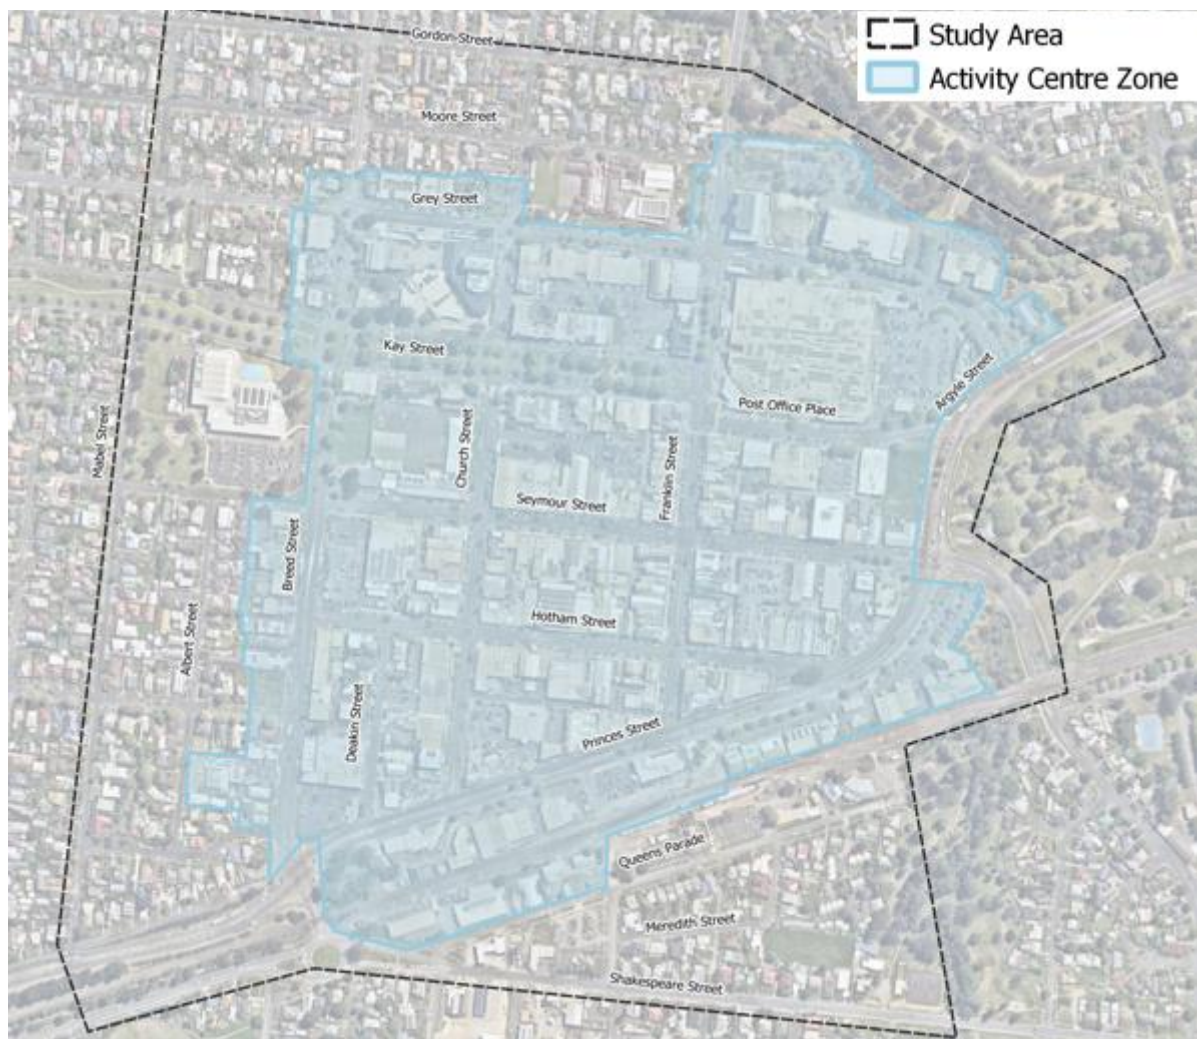 Study Area
Activity Centre Zone
Gordon Street
Moore Street
Grey Street
Kay Street
Argyle Street
Post Office Place
Mabel Street
Church Street
Franklin Street
Seymour Street
Breed Street
Hotham Street
Albert Street
Deakin Street
Princes Street
Queens Parade
Meredith Street
Shakespeare Street